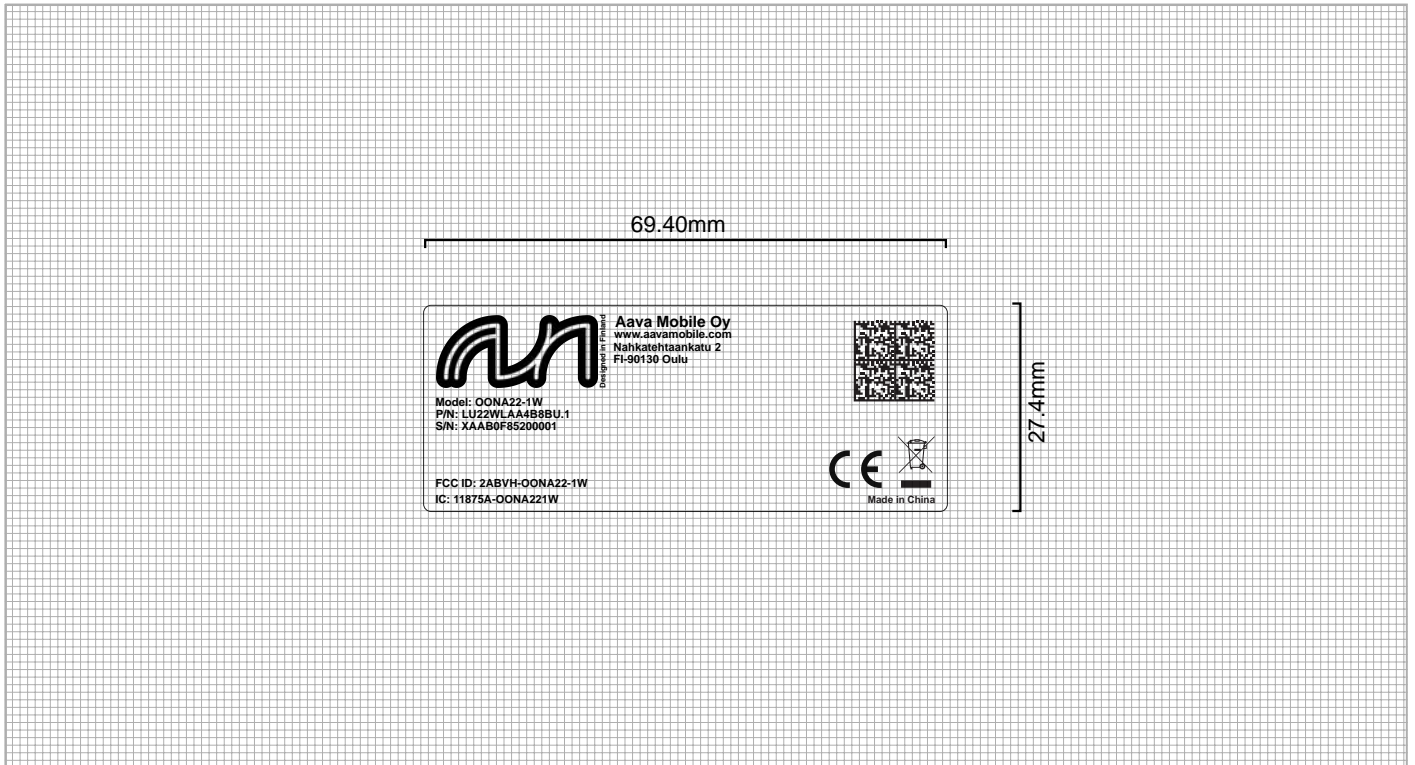 69.40mm
Designed in Finland
Aava Mobile Oy
www.aavamobile.com
Nahkatehtaankatu 2
FI-90130 Oulu
27.4mm
Model: OONA22-1W
P/N: LU22WLAA4B8BU.1
S/N: XAAB0F85200001
FCC ID: 2ABVH-OONA22-1W
IC: 11875A-OONA221W
CE
Made in China